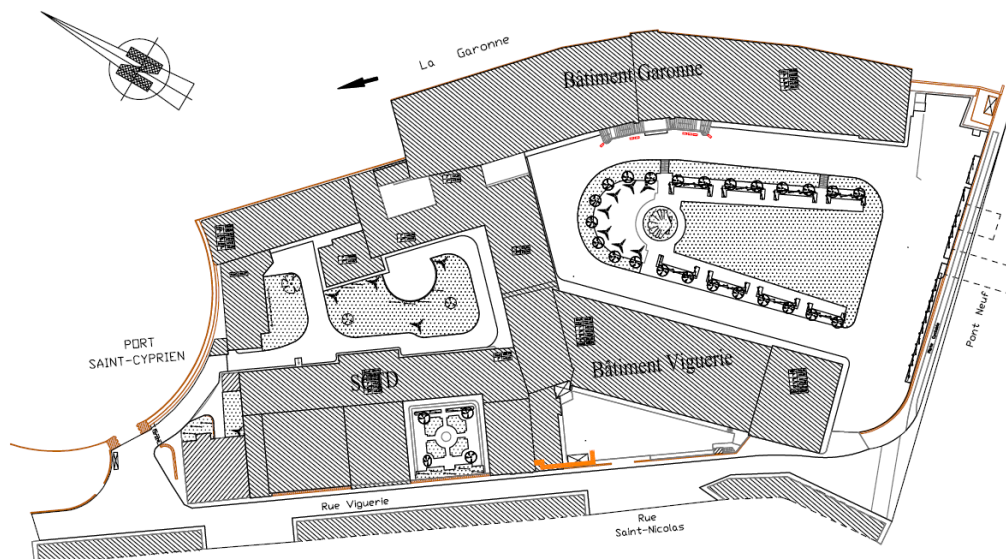 La Garonne
Bâtiment Garonne
PORT
SAINT-CYPRIEN
Pont Neuf
Bâtiment Viguerie
Rue Viguerie
Rue
Saint-Nicolas